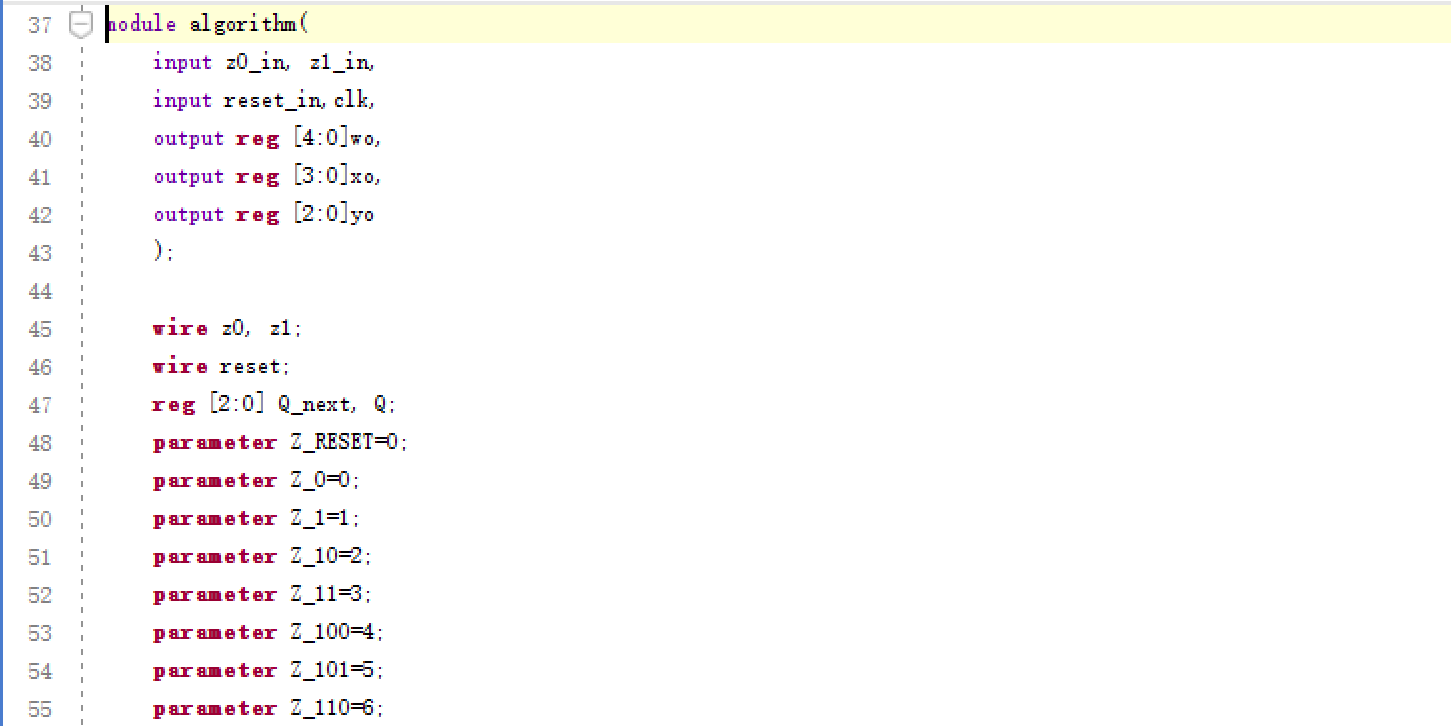 37 module algorithm(
38 input z0_in, z1_in,
39 input reset_in,clk,
40 output reg [4:0]wo,
41 output reg [3:0]xo,
42 output reg [2:0]yo
43 );
44
45 wire z0, z1;
46 wire reset;
47 reg [2:0] Q_next, Q;
48 parameter Z_RESET=0;
49 parameter Z_0=0;
50 parameter Z_1=1;
51 parameter Z_10=2;
52 parameter Z_11=3;
53 parameter Z_100=4;
54 parameter Z_101=5;
55 parameter Z_110=6;